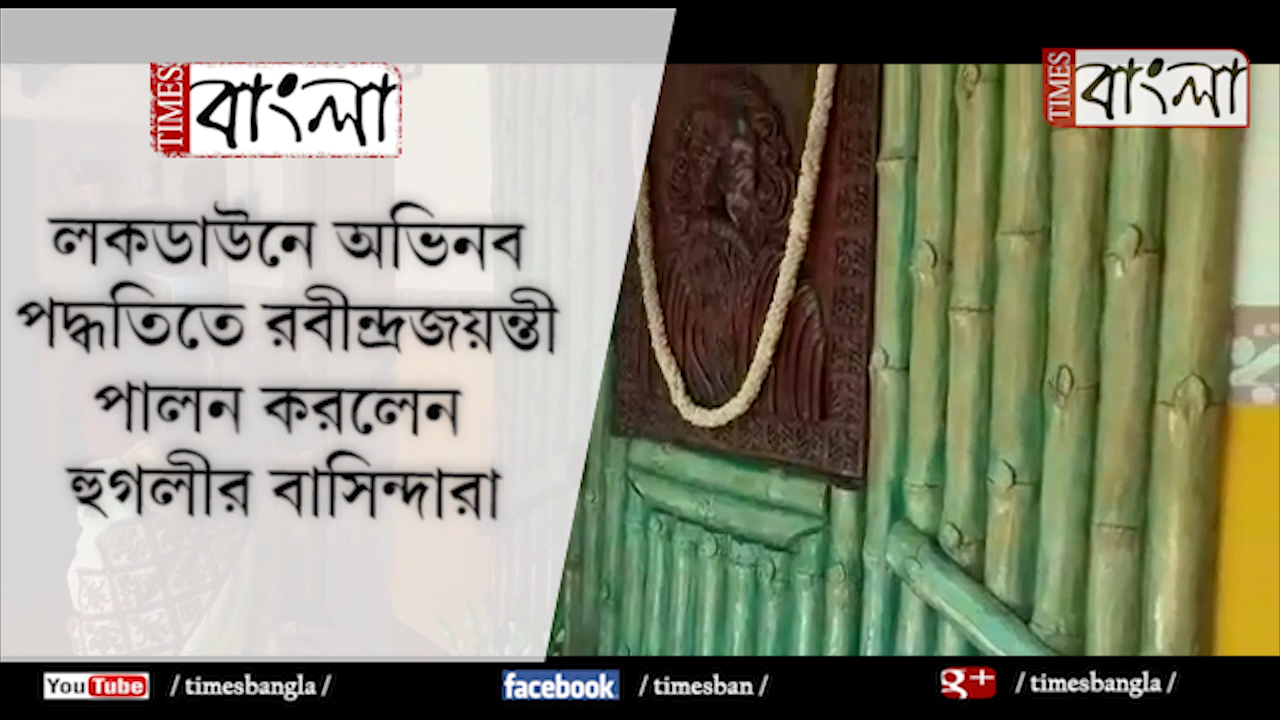 TIMES বাংলা
TIMES বাংলা
লকডাউনে অভিনব
পদ্ধতিতে রবীন্দ্রজয়ন্তী
পালন করলেন
হুগলীর বাসিন্দারা
YouTube / timesbangla /
facebook / timesban /
g+ / timesbangla /